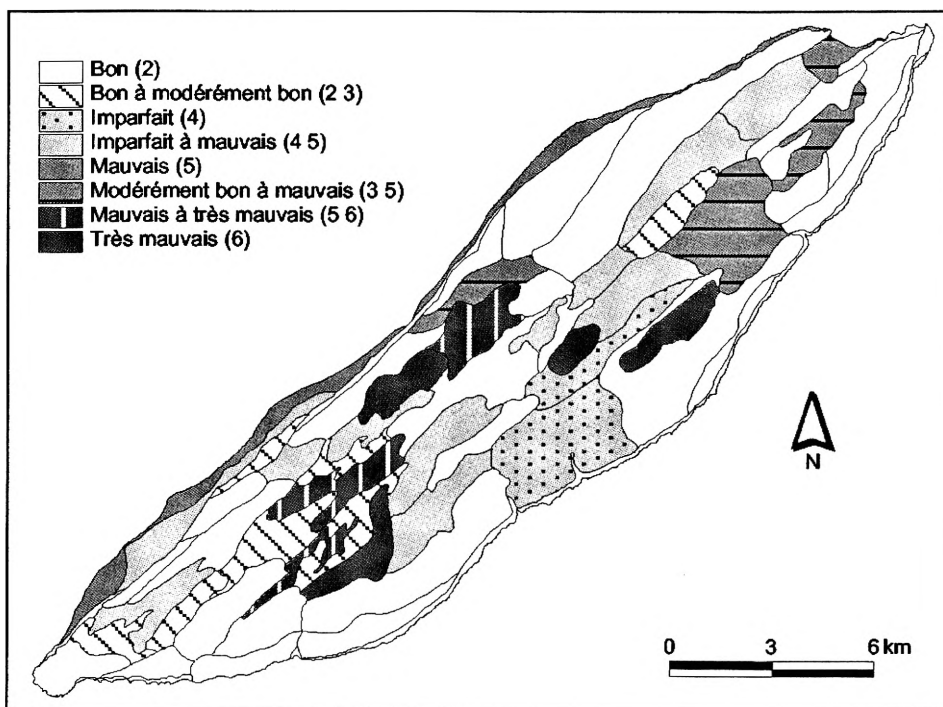 Bon (2)
Bon à modérément bon (2 3)
Imparfait (4)
Imparfait à mauvais (4 5)
Mauvais (5)
Modérément bon à mauvais (3 5)
Mauvais à très mauvais (5 6)
Très mauvais (6)
N
0 3 6 km